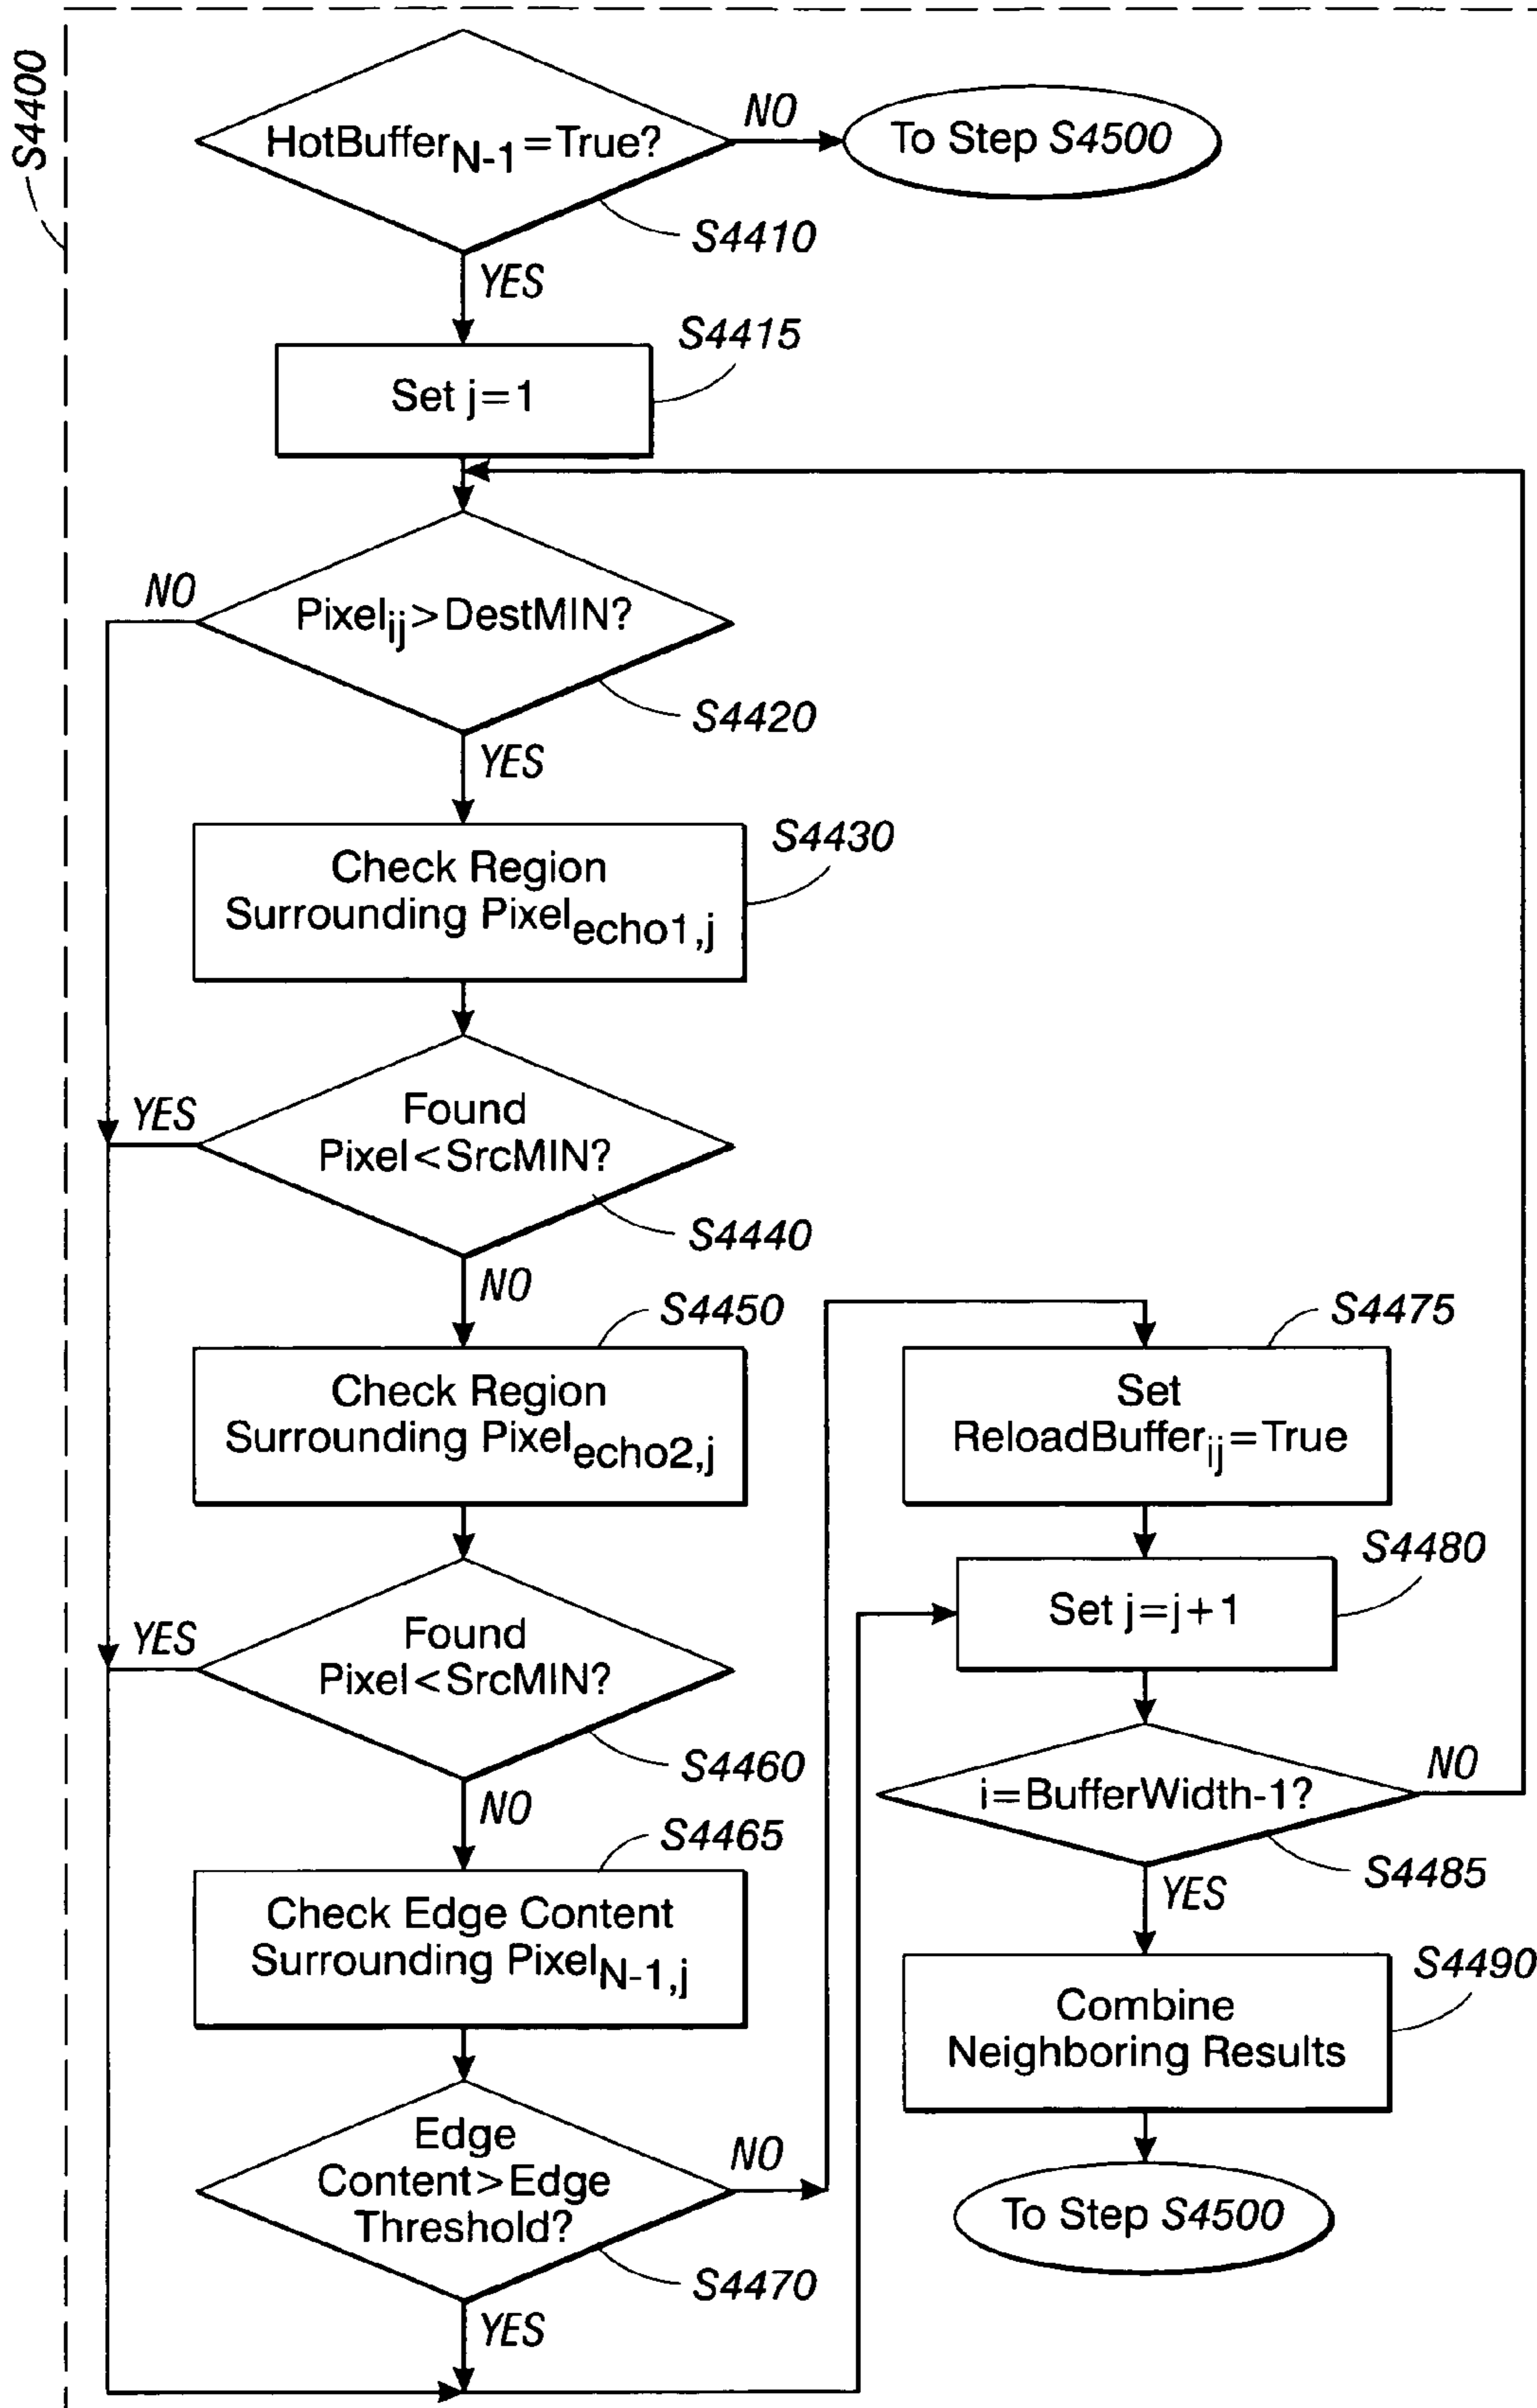 S4400
HotBufferN-1=True?
NO
To Step S4500
S4410
YES
S4415
Set j=1
NO
Pixelij>DestMIN?
S4420
YES
S4430
Check Region
Surrounding Pixelecho1,j
YES
Found
Pixel<SrcMIN?
S4440
NO
S4450
Check Region
Surrounding Pixelecho2,j
YES
Found
Pixel<SrcMIN?
S4460
NO
S4465
Check Edge Content
Surrounding PixelN-1,j
Edge
Content>Edge
Threshold?
NO
S4470
YES
S4475
Set
ReloadBufferij=True
S4480
Set j=j+1
i=BufferWidth-1?
NO
S4485
YES
S4490
Combine
Neighboring Results
To Step S4500